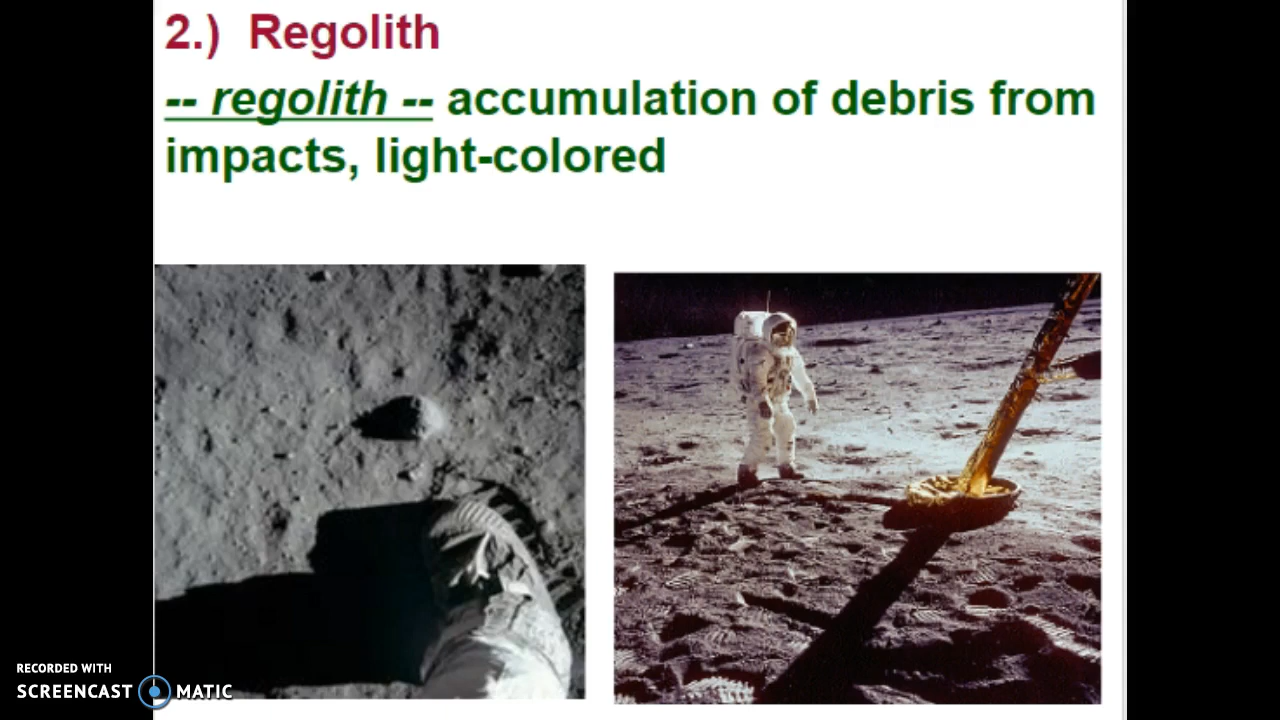 2.) Regolith
-- regolith -- accumulation of debris from
impacts, light-colored
RECORDED WITH
SCREENCAST MATIC